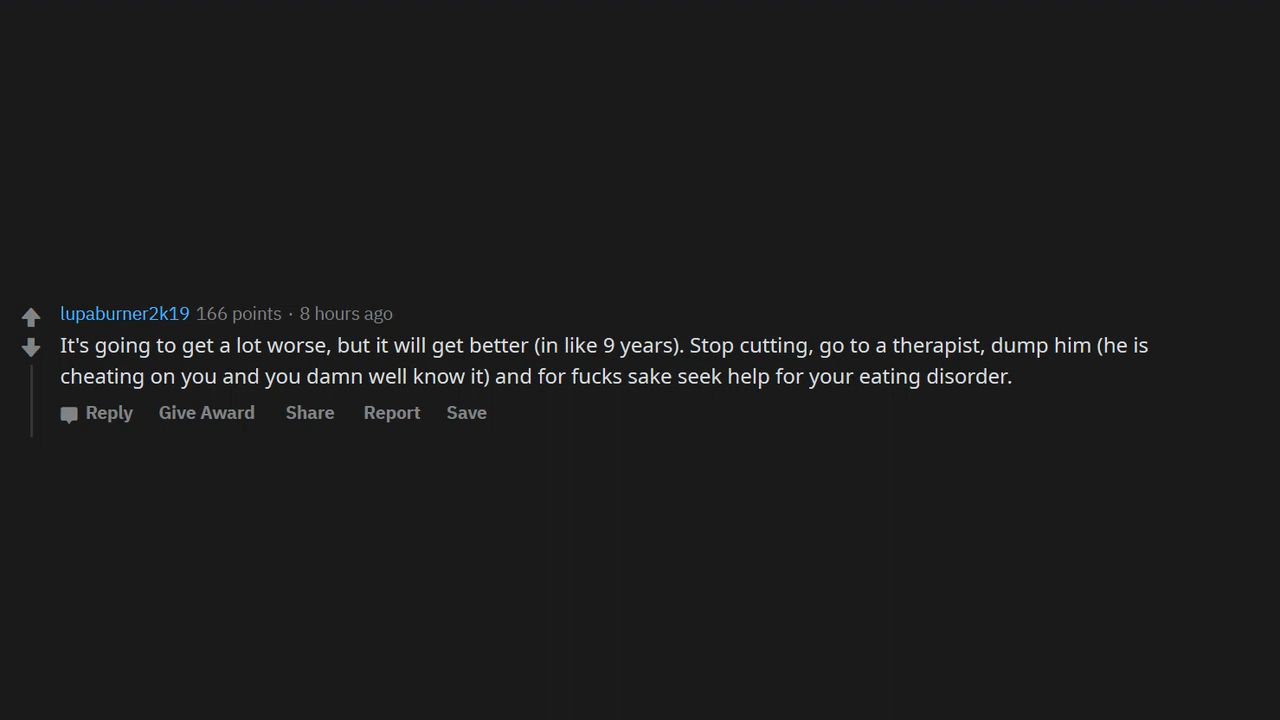 lupaburner2k19 166 points · 8 hours ago
It's going to get a lot worse, but it will get better (in like 9 years). Stop cutting, go to a therapist, dump him (he is
cheating on you and you damn well know it) and for fucks sake seek help for your eating disorder.
Reply Give Award Share Report Save